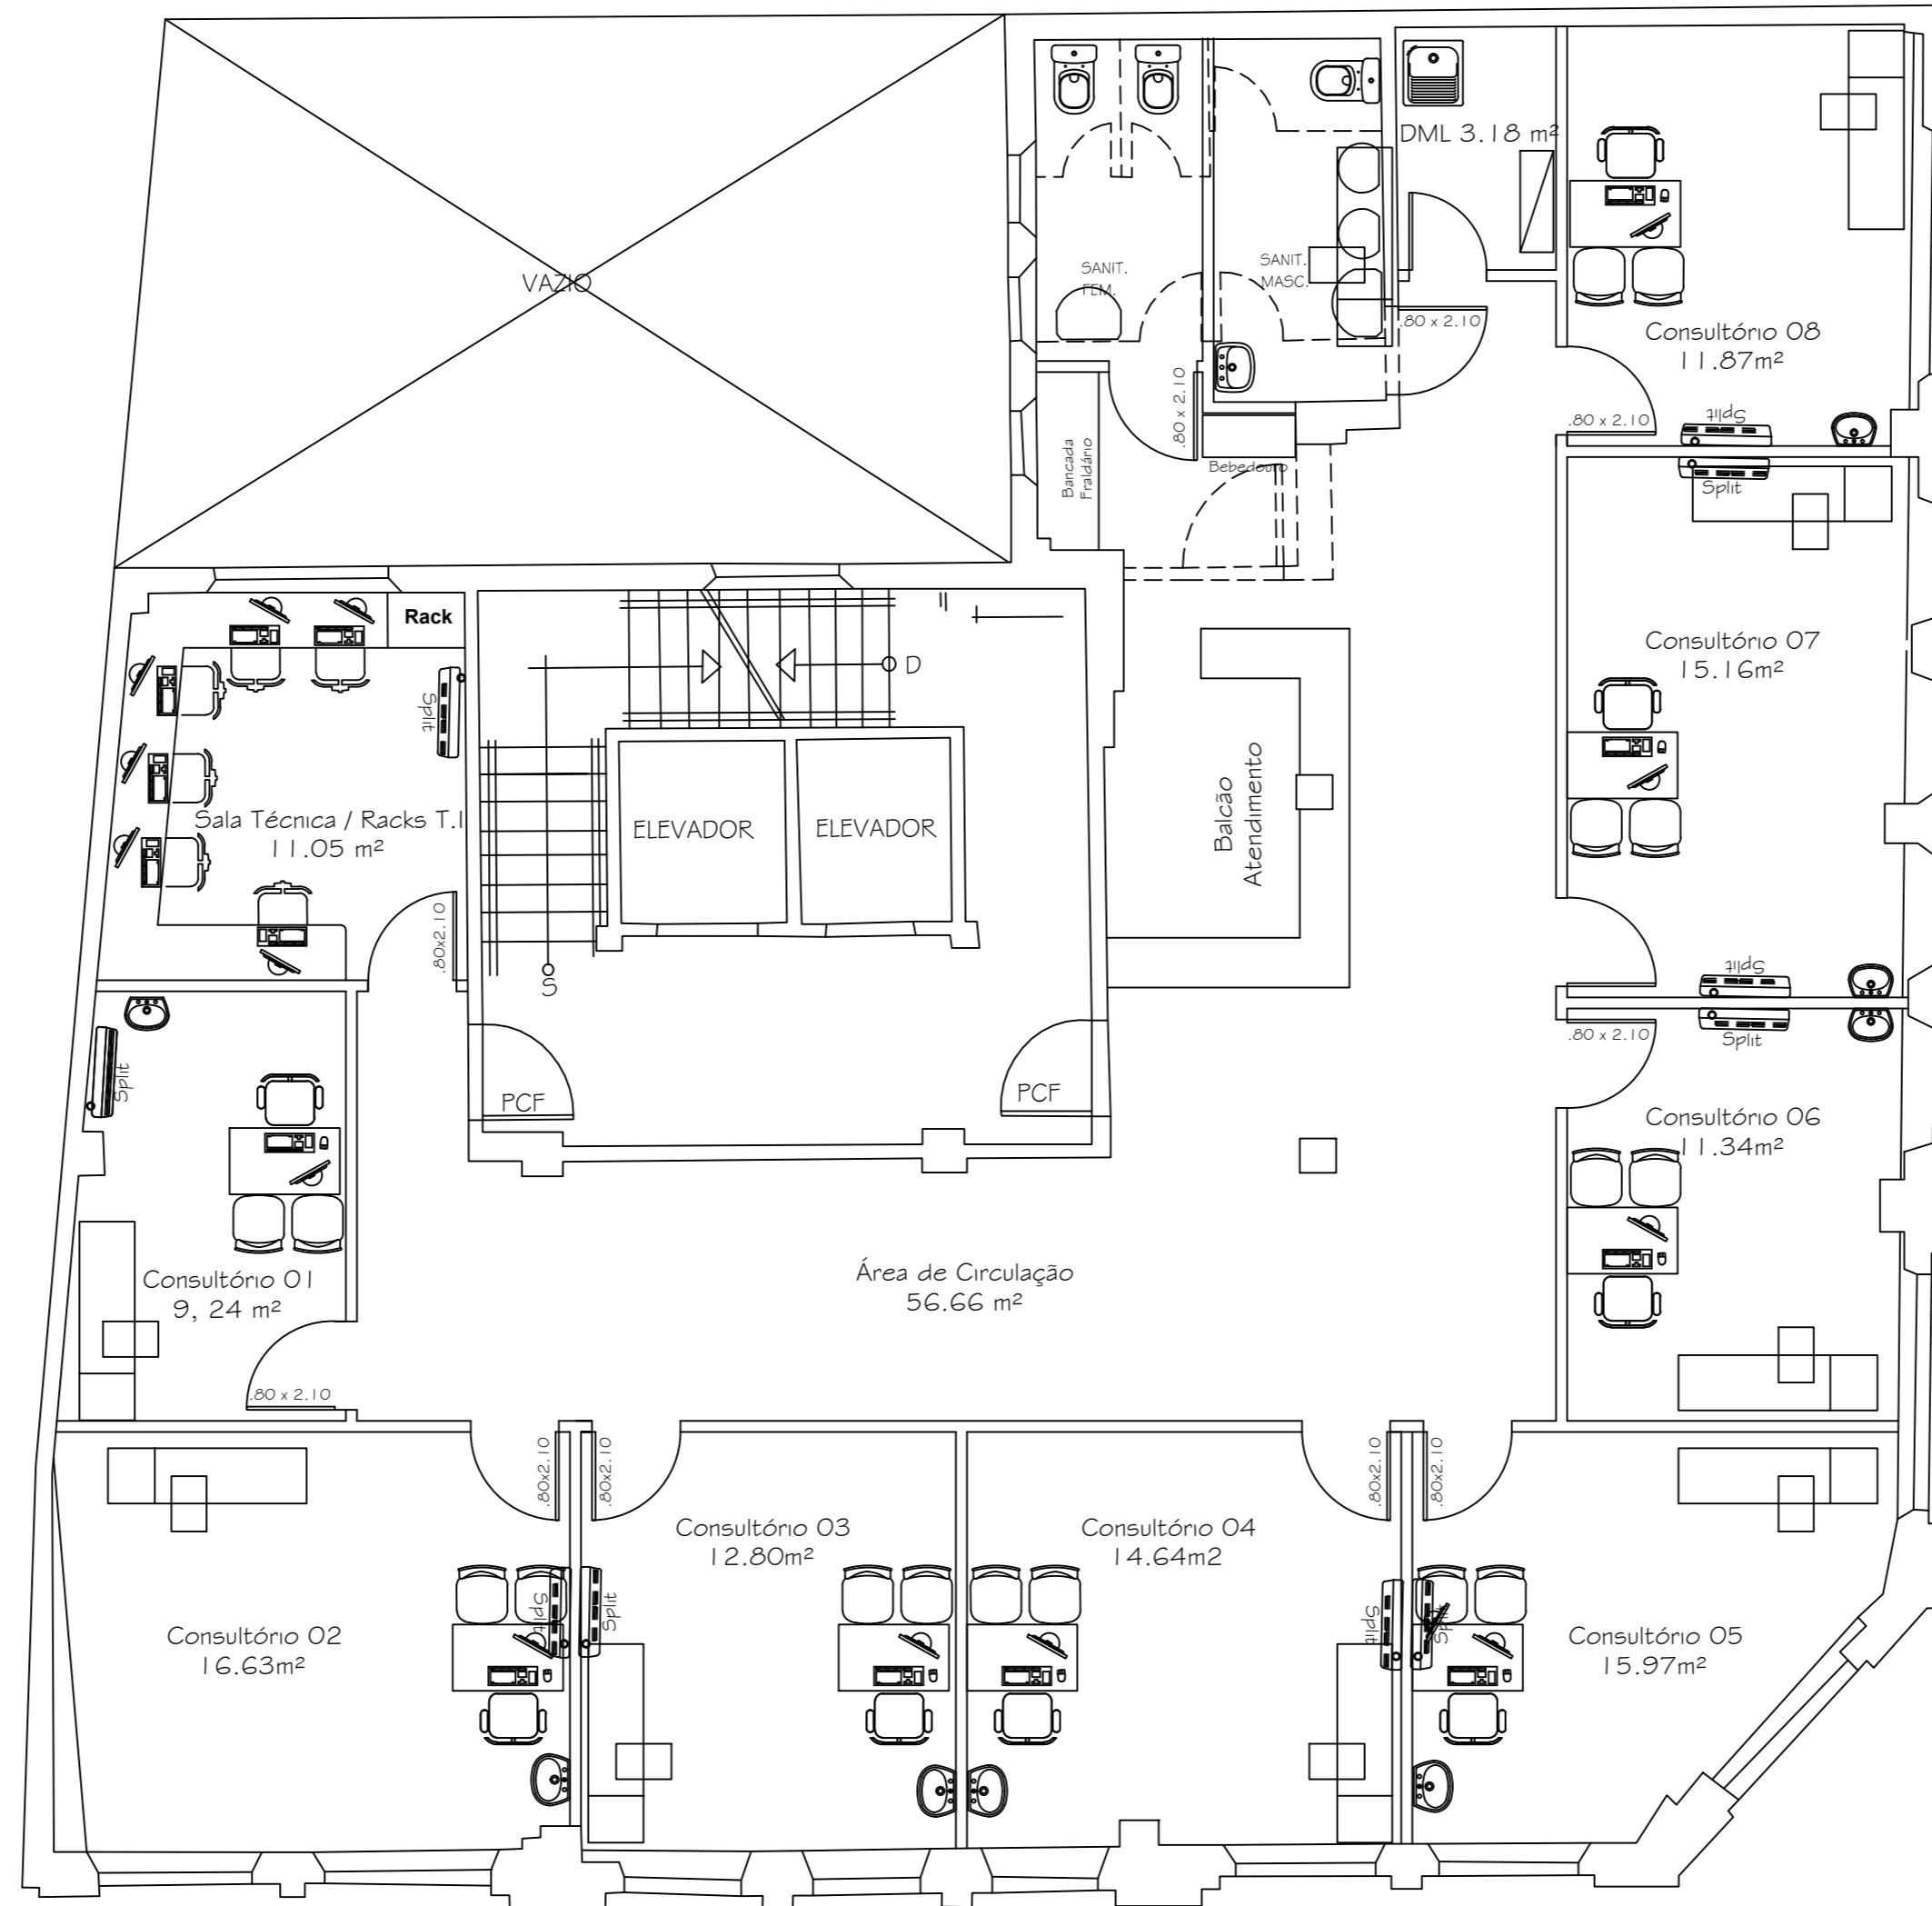 DML 3.18 m²
SANIT.
FEM.
SANIT.
MASC.
VAZIO
.80 x 2.10
Consultório 08
11.87m²
.80 x 2.10
.80 x 2.10
Split
Bancada
Fraldário
Bebedouro
Split
Rack
Consultório 07
15.16m²
D
Split
Balcão
Atendimento
Sala Técnica / Racks T.I
11.05 m²
ELEVADOR
ELEVADOR
.80x2.10
S
Split
.80 x 2.10
Split
Split
PCF
PCF
Consultório 06
11.34m²
Consultório 01
9, 24 m²
Área de Circulação
56.66 m²
.80 x 2.10
.80x2.10
.80x2.10
.80x2.10
.80x2.10
Consultório 03
12.80m²
Consultório 04
14.64m2
Split
Split
Split
Split
Consultório 02
16.63m²
Consultório 05
15.97m²